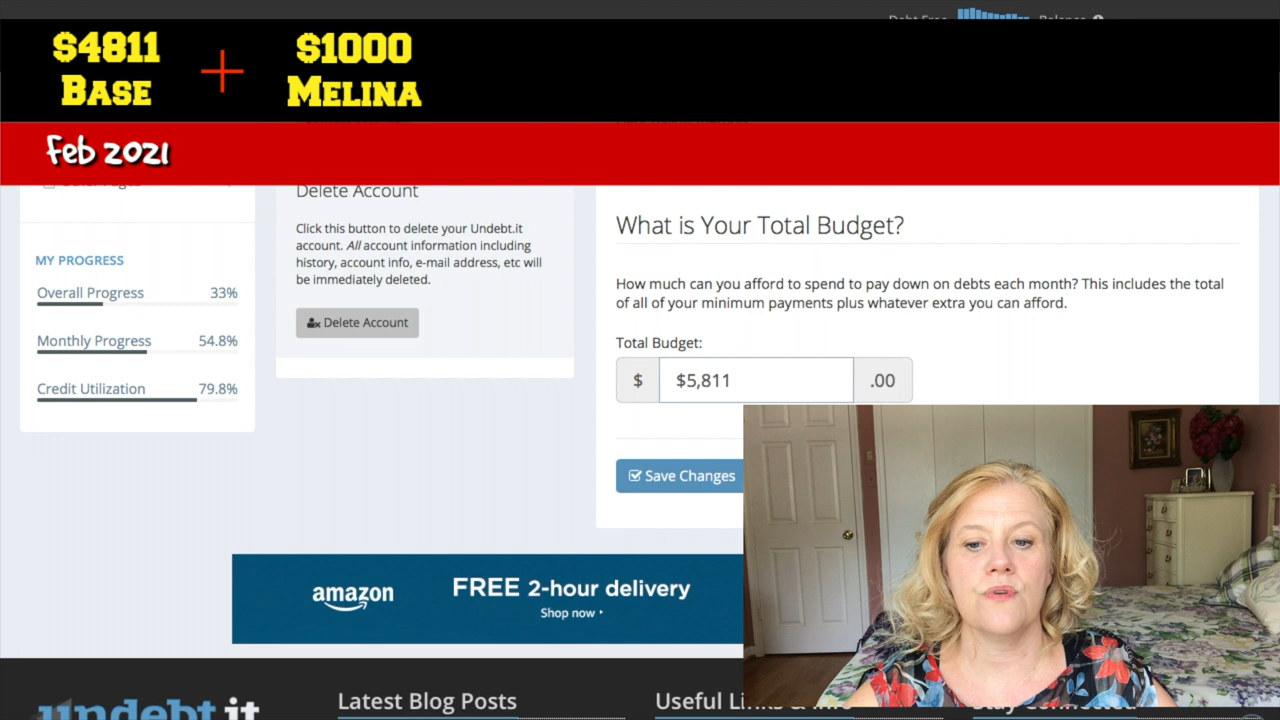 $4811
Base
+
$1000
Melina
Feb 2021
Delete Account
Click this button to delete your Undebt.it
account. All account information including
history, account info, e-mail address, etc will
be immediately deleted.
Delete Account
MY PROGRESS
Overall Progress 33%
Monthly Progress 54.8%
Credit Utilization 79.8%
What is Your Total Budget?
How much can you afford to spend to pay down on debts each month? This includes the total
of all of your minimum payments plus whatever extra you can afford.
Total Budget:
$ $5,811 .00
Save Changes
amazon
FREE 2-hour delivery
Shop now
undebt.it
Latest Blog Posts
Useful